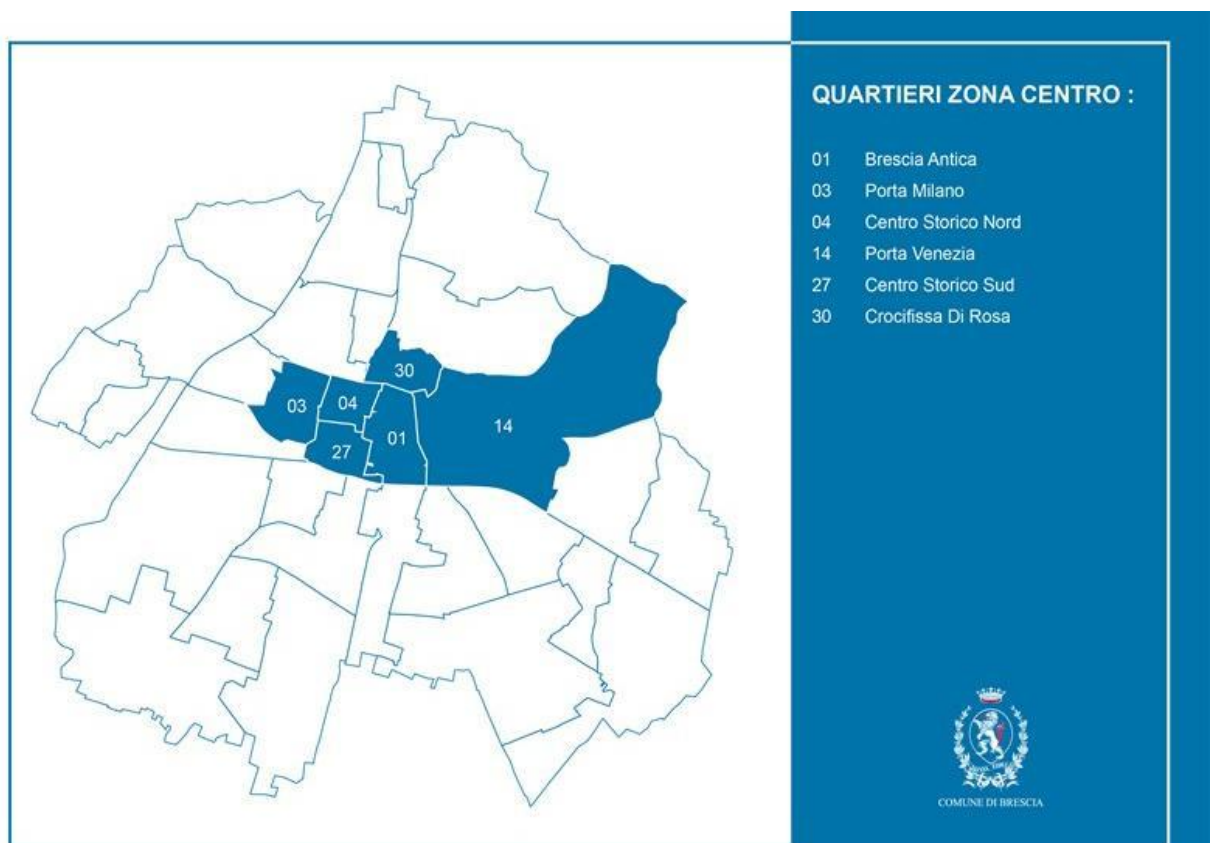 QUARTIERI ZONA CENTRO :
01 Brescia Antica
03 Porta Milano
04 Centro Storico Nord
14 Porta Venezia
27 Centro Storico Sud
30 Crocifissa Di Rosa
30
03
04
14
01
27
COMUNE DI BRESCIA